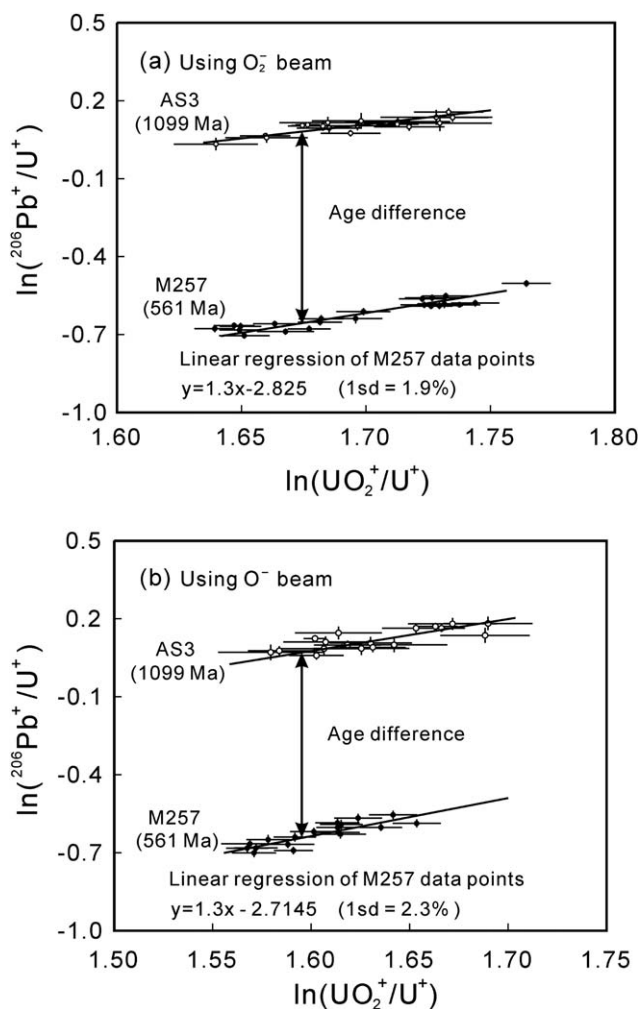 0.5
(a) Using O₂⁻ beam
AS3
(1099 Ma)
0.2
-0.1
Age difference
-0.4
M257
(561 Ma)
-0.7
Linear regression of M257 data points
y=1.3x-2.825 (1sd = 1.9%)
-1.0
1.60 1.65 1.70 1.75 1.80
ln(²⁰⁶Pb⁺/U⁺)
ln(UO₂⁺/U⁺)
0.5
(b) Using O⁻ beam
AS3
(1099 Ma)
0.2
-0.1
Age difference
-0.4
M257
(561 Ma)
-0.7
Linear regression of M257 data points
y=1.3x - 2.7145 (1sd = 2.3% )
-1.0
1.50 1.55 1.60 1.65 1.70 1.75
ln(²⁰⁶Pb⁺/U⁺)
ln(UO₂⁺/U⁺)